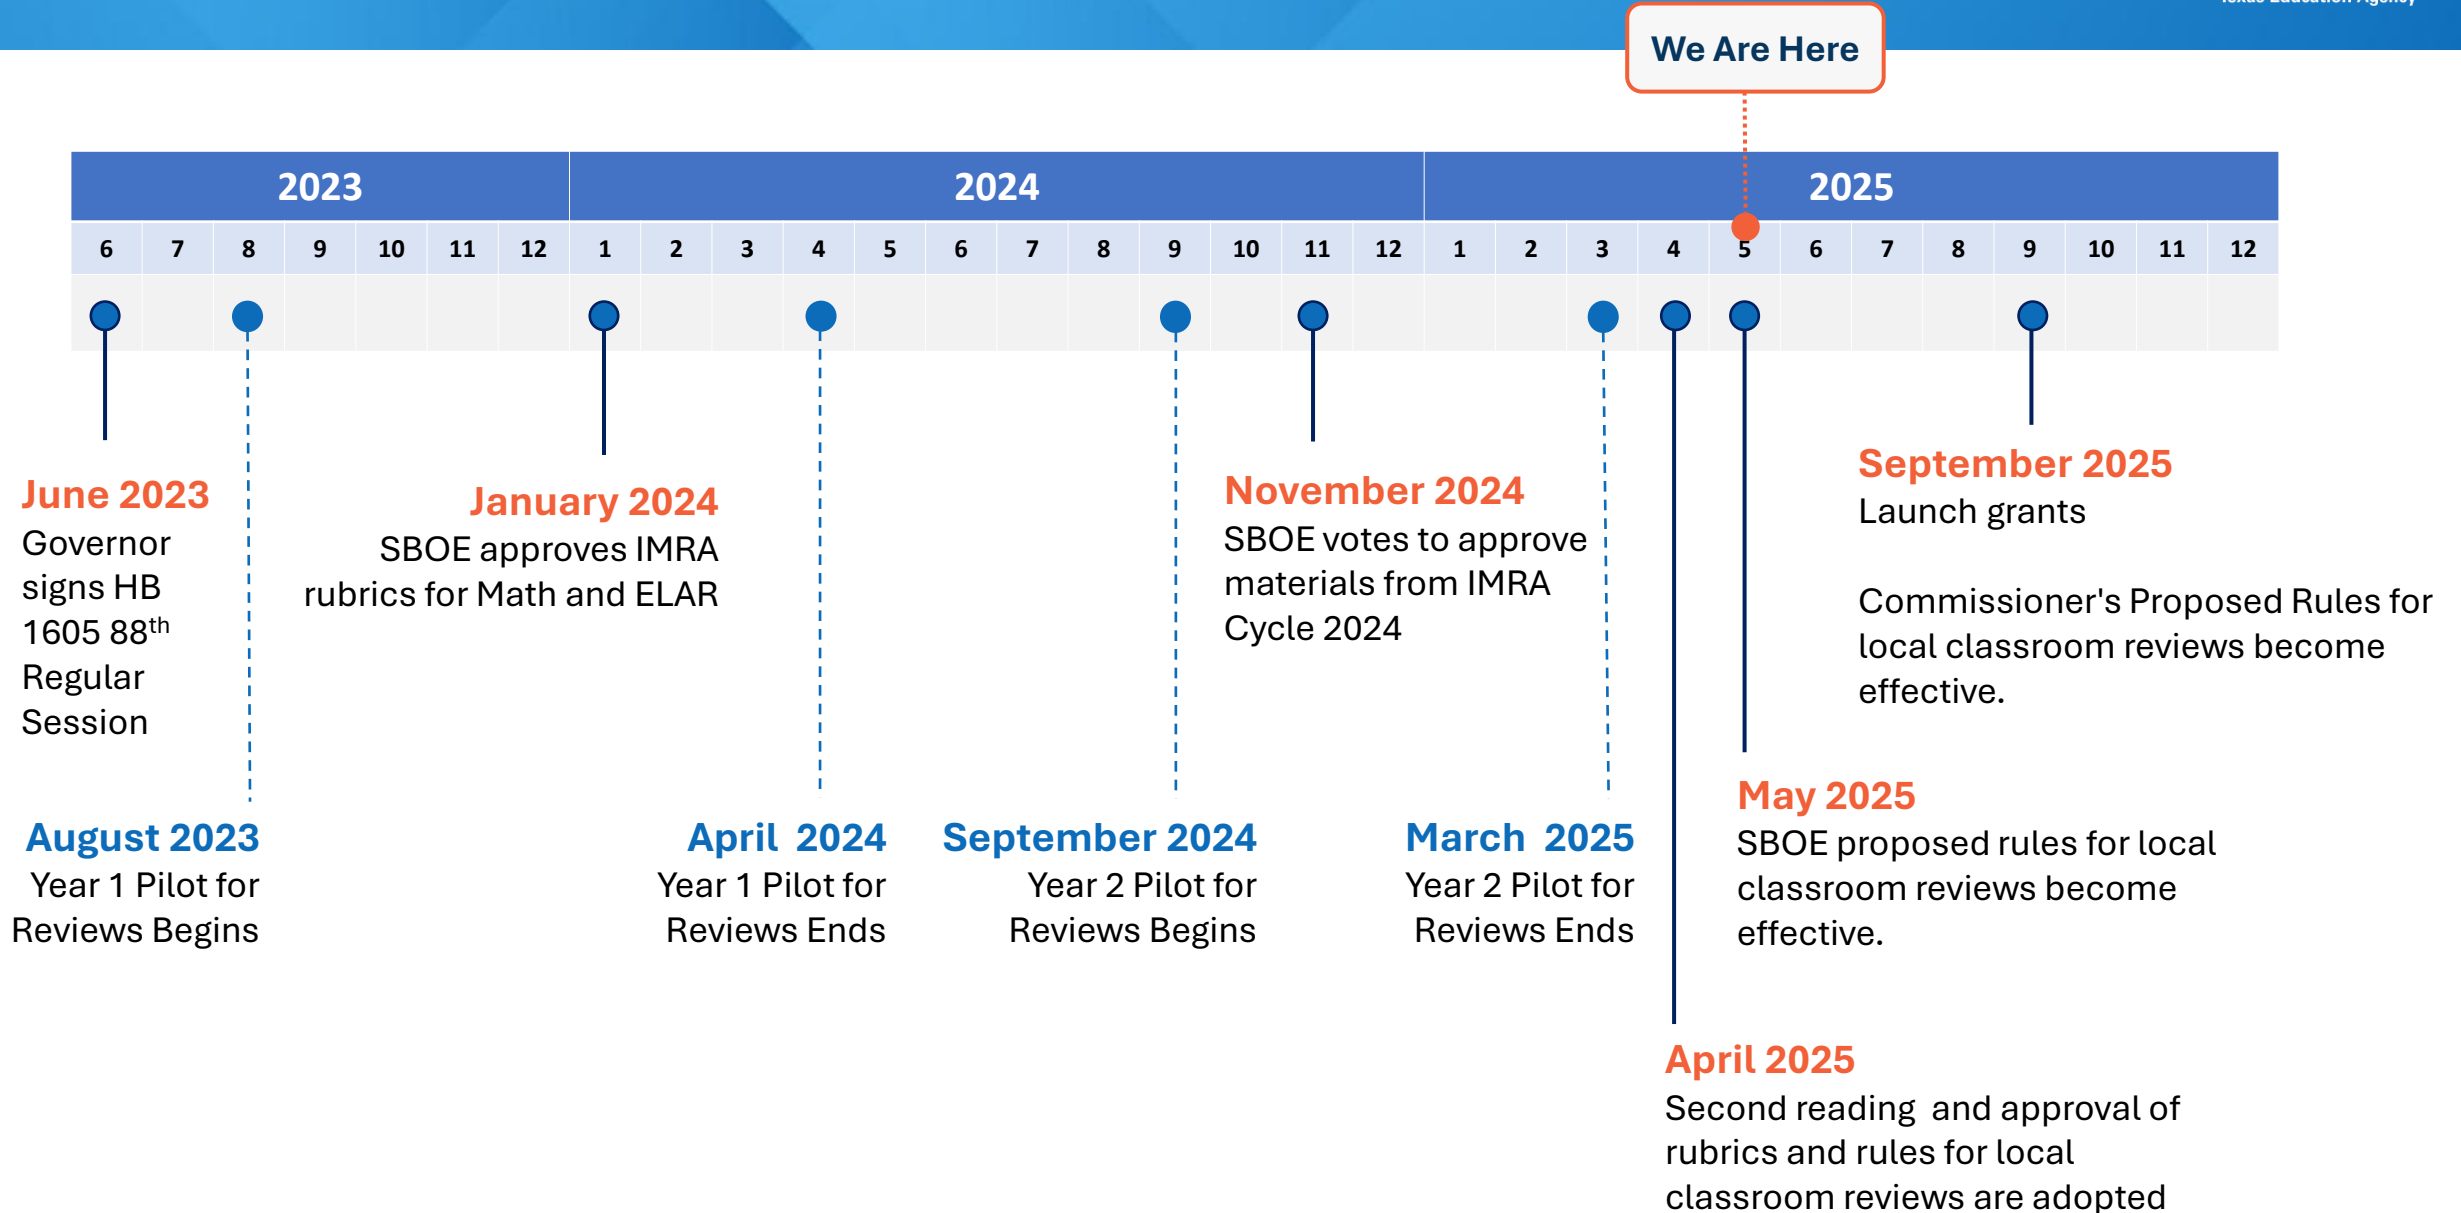 Texas Education Agency
We Are Here
2023 2024 2025
6 7 8 9 10 11 12 1 2 3 4 5 6 7 8 9 10 11 12 1 2 3 4 5 6 7 8 9 10 11 12
June 2023
Governor
signs HB
1605 88th
Regular
Session
January 2024
SBOE approves IMRA
rubrics for Math and ELAR
November 2024
SBOE votes to approve
materials from IMRA
Cycle 2024
September 2025
Launch grants
Commissioner's Proposed Rules for
local classroom reviews become
effective.
August 2023
Year 1 Pilot for
Reviews Begins
April 2024
Year 1 Pilot for
Reviews Ends
September 2024
Year 2 Pilot for
Reviews Begins
March 2025
Year 2 Pilot for
Reviews Ends
May 2025
SBOE proposed rules for local
classroom reviews become
effective.
April 2025
Second reading and approval of
rubrics and rules for local
classroom reviews are adopted